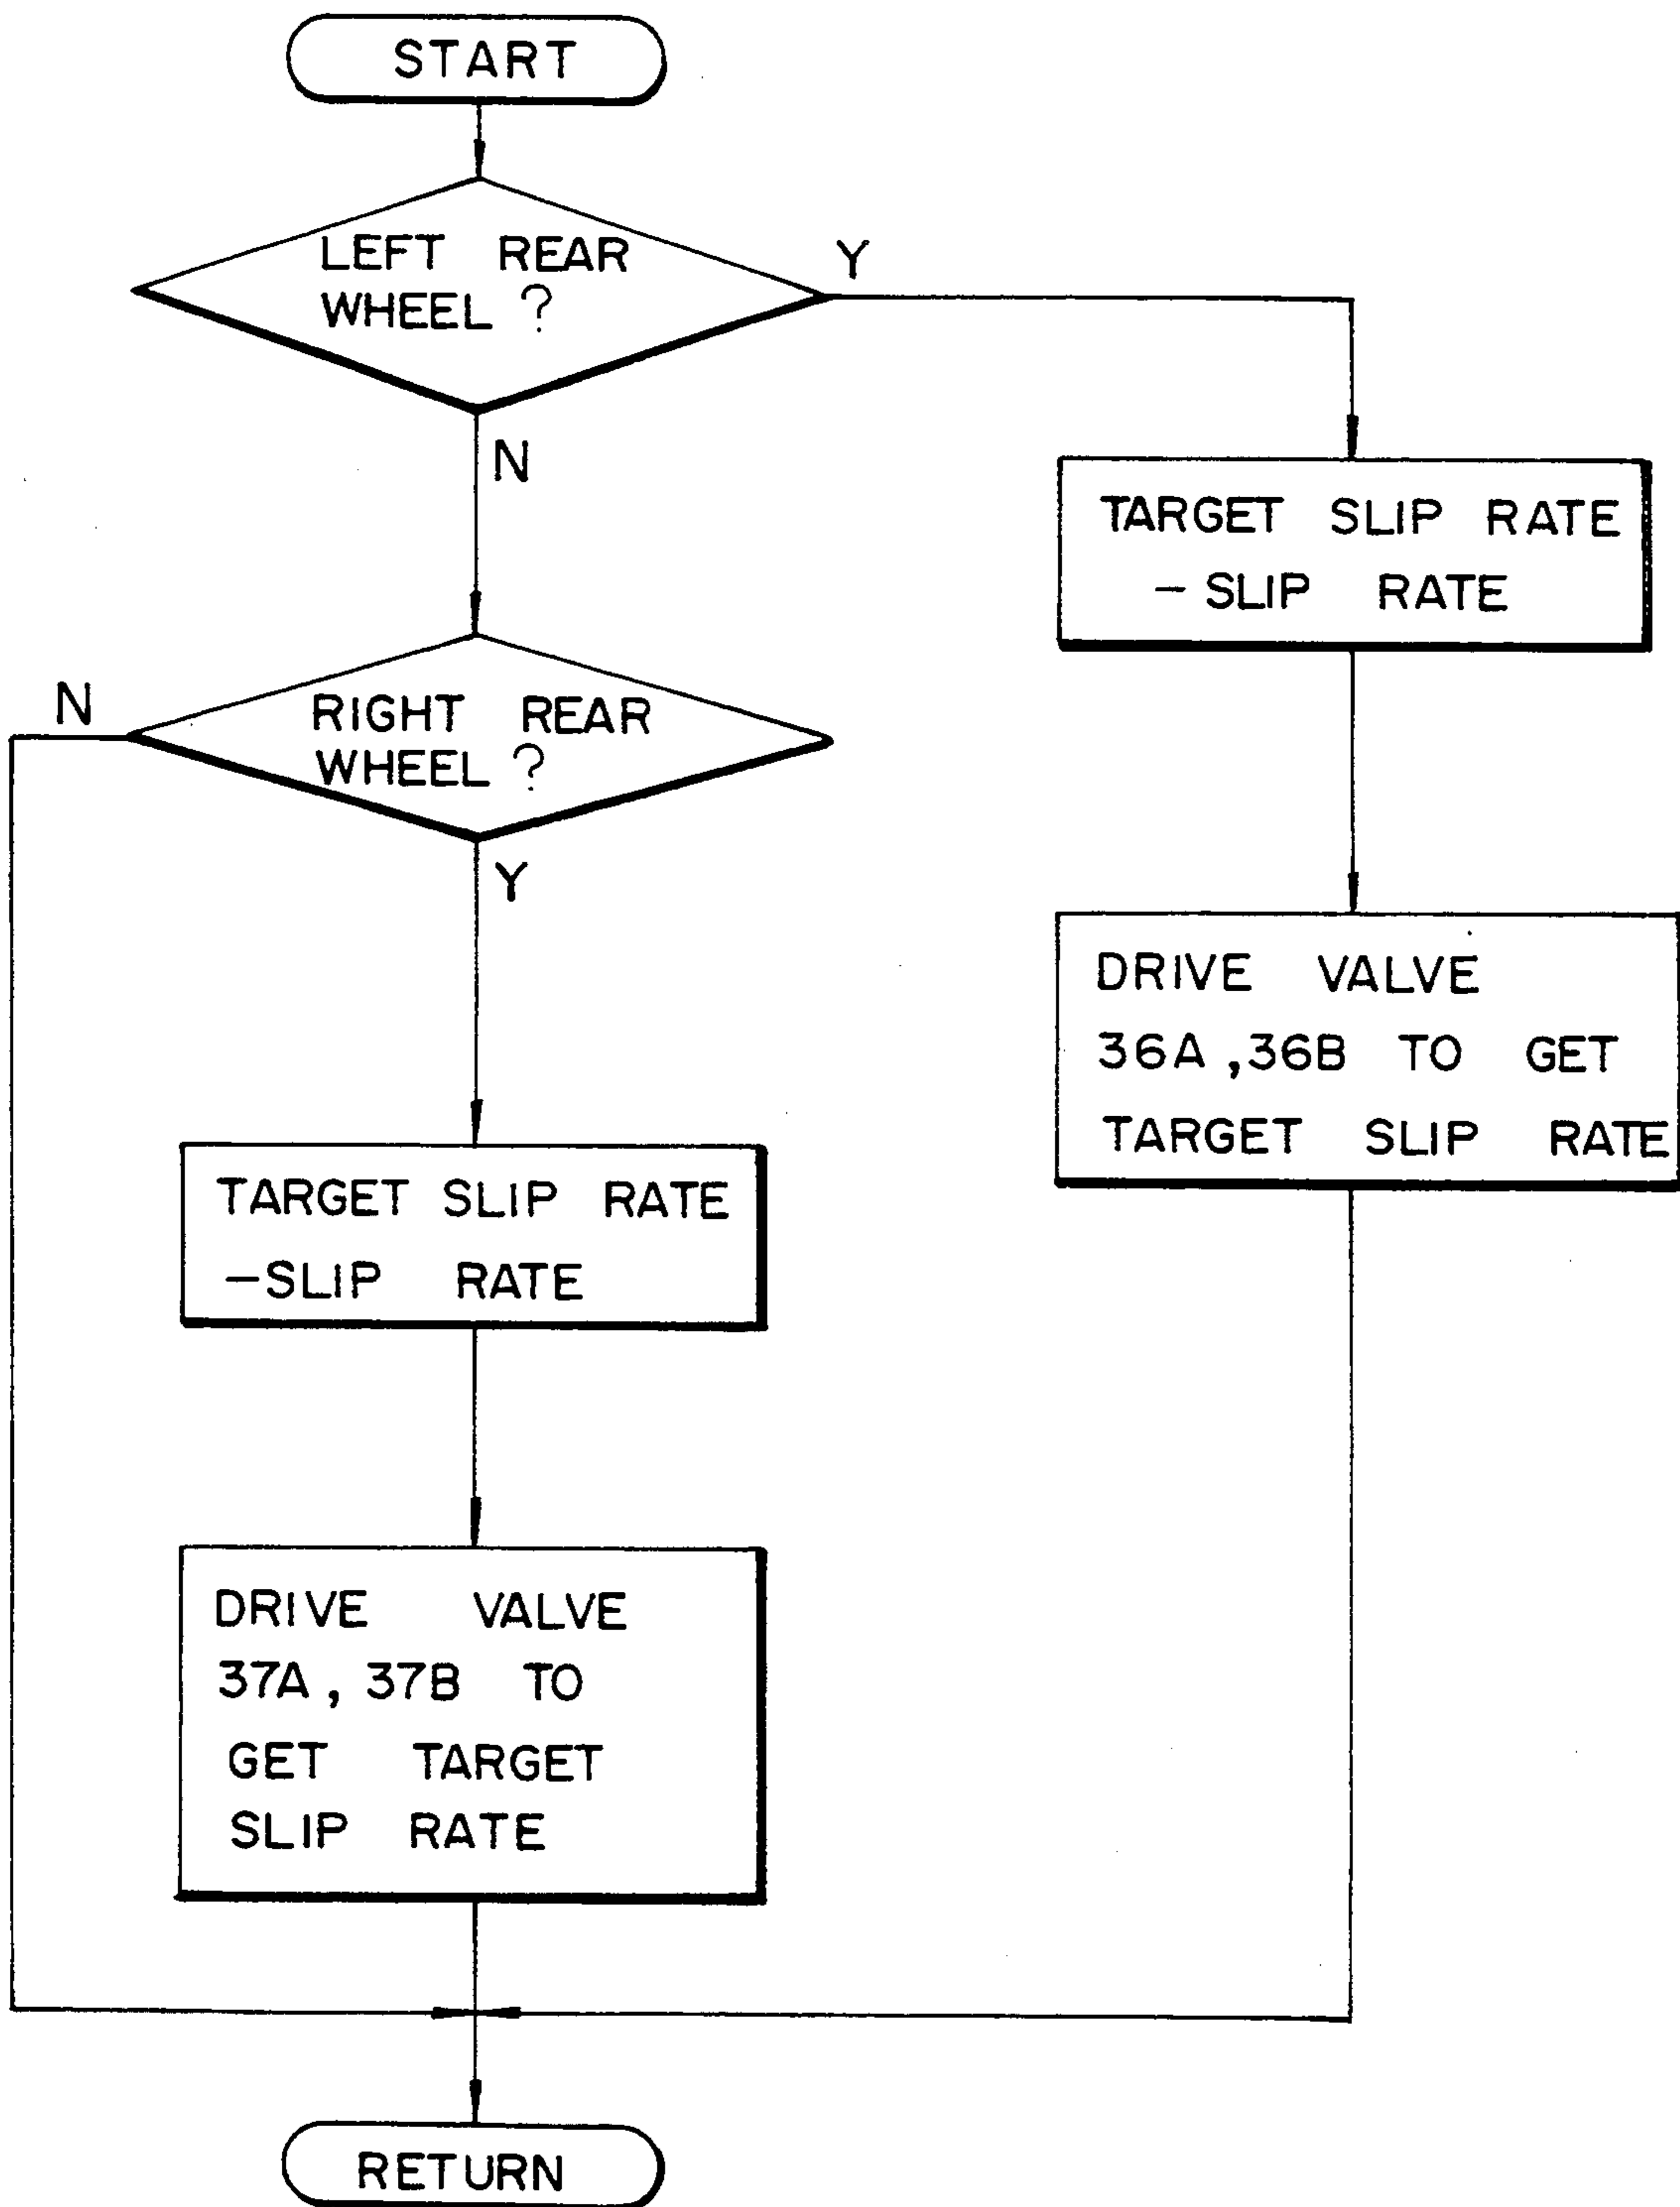 START
LEFT REAR
WHEEL ?
Y
N
TARGET SLIP RATE
- SLIP RATE
N
RIGHT REAR
WHEEL ?
Y
DRIVE VALVE
36A ,36B TO GET
TARGET SLIP RATE
TARGET SLIP RATE
-SLIP RATE
DRIVE VALVE
37A, 37B TO
GET TARGET
SLIP RATE
RETURN